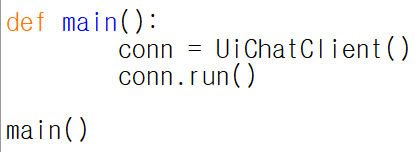 def main():
        conn = UiChatClient()
        conn.run()

main()